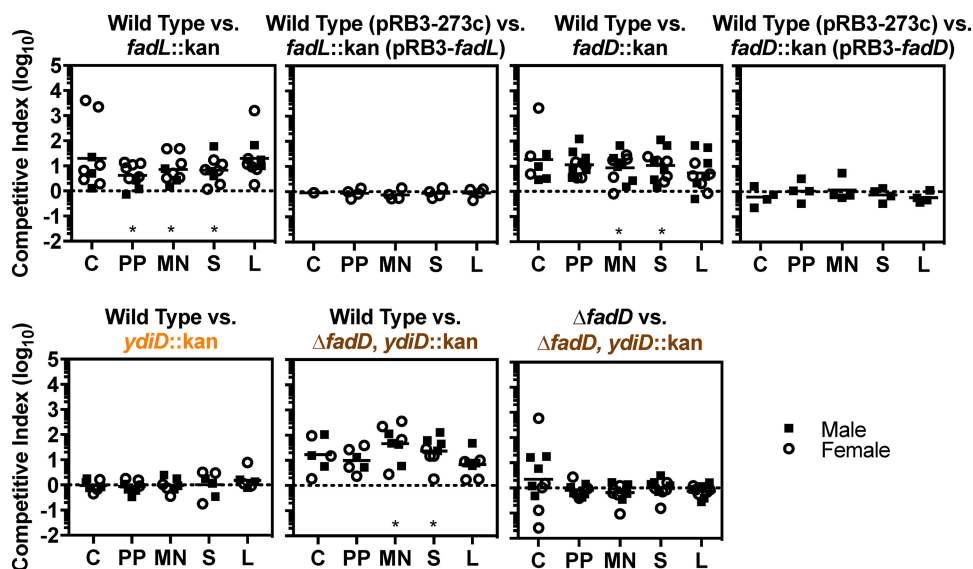 Wild Type vs.
fadL::kan
Wild Type (pRB3-273c) vs.
fadL::kan (pRB3-fadL)
Wild Type vs.
fadD::kan
Wild Type (pRB3-273c) vs.
fadD::kan (pRB3-fadD)
Competitive Index (log10)
5
4
3
2
1
0
-1
-2
* * *
* *
C PP MN S L
C PP MN S L
C PP MN S L
C PP MN S L
Wild Type vs.
ydiD::kan
Wild Type vs.
ΔfadD, ydiD::kan
ΔfadD vs.
ΔfadD, ydiD::kan
Competitive Index (log10)
5
4
3
2
1
0
-1
-2
* *
C PP MN S L
C PP MN S L
C PP MN S L
Male
Female